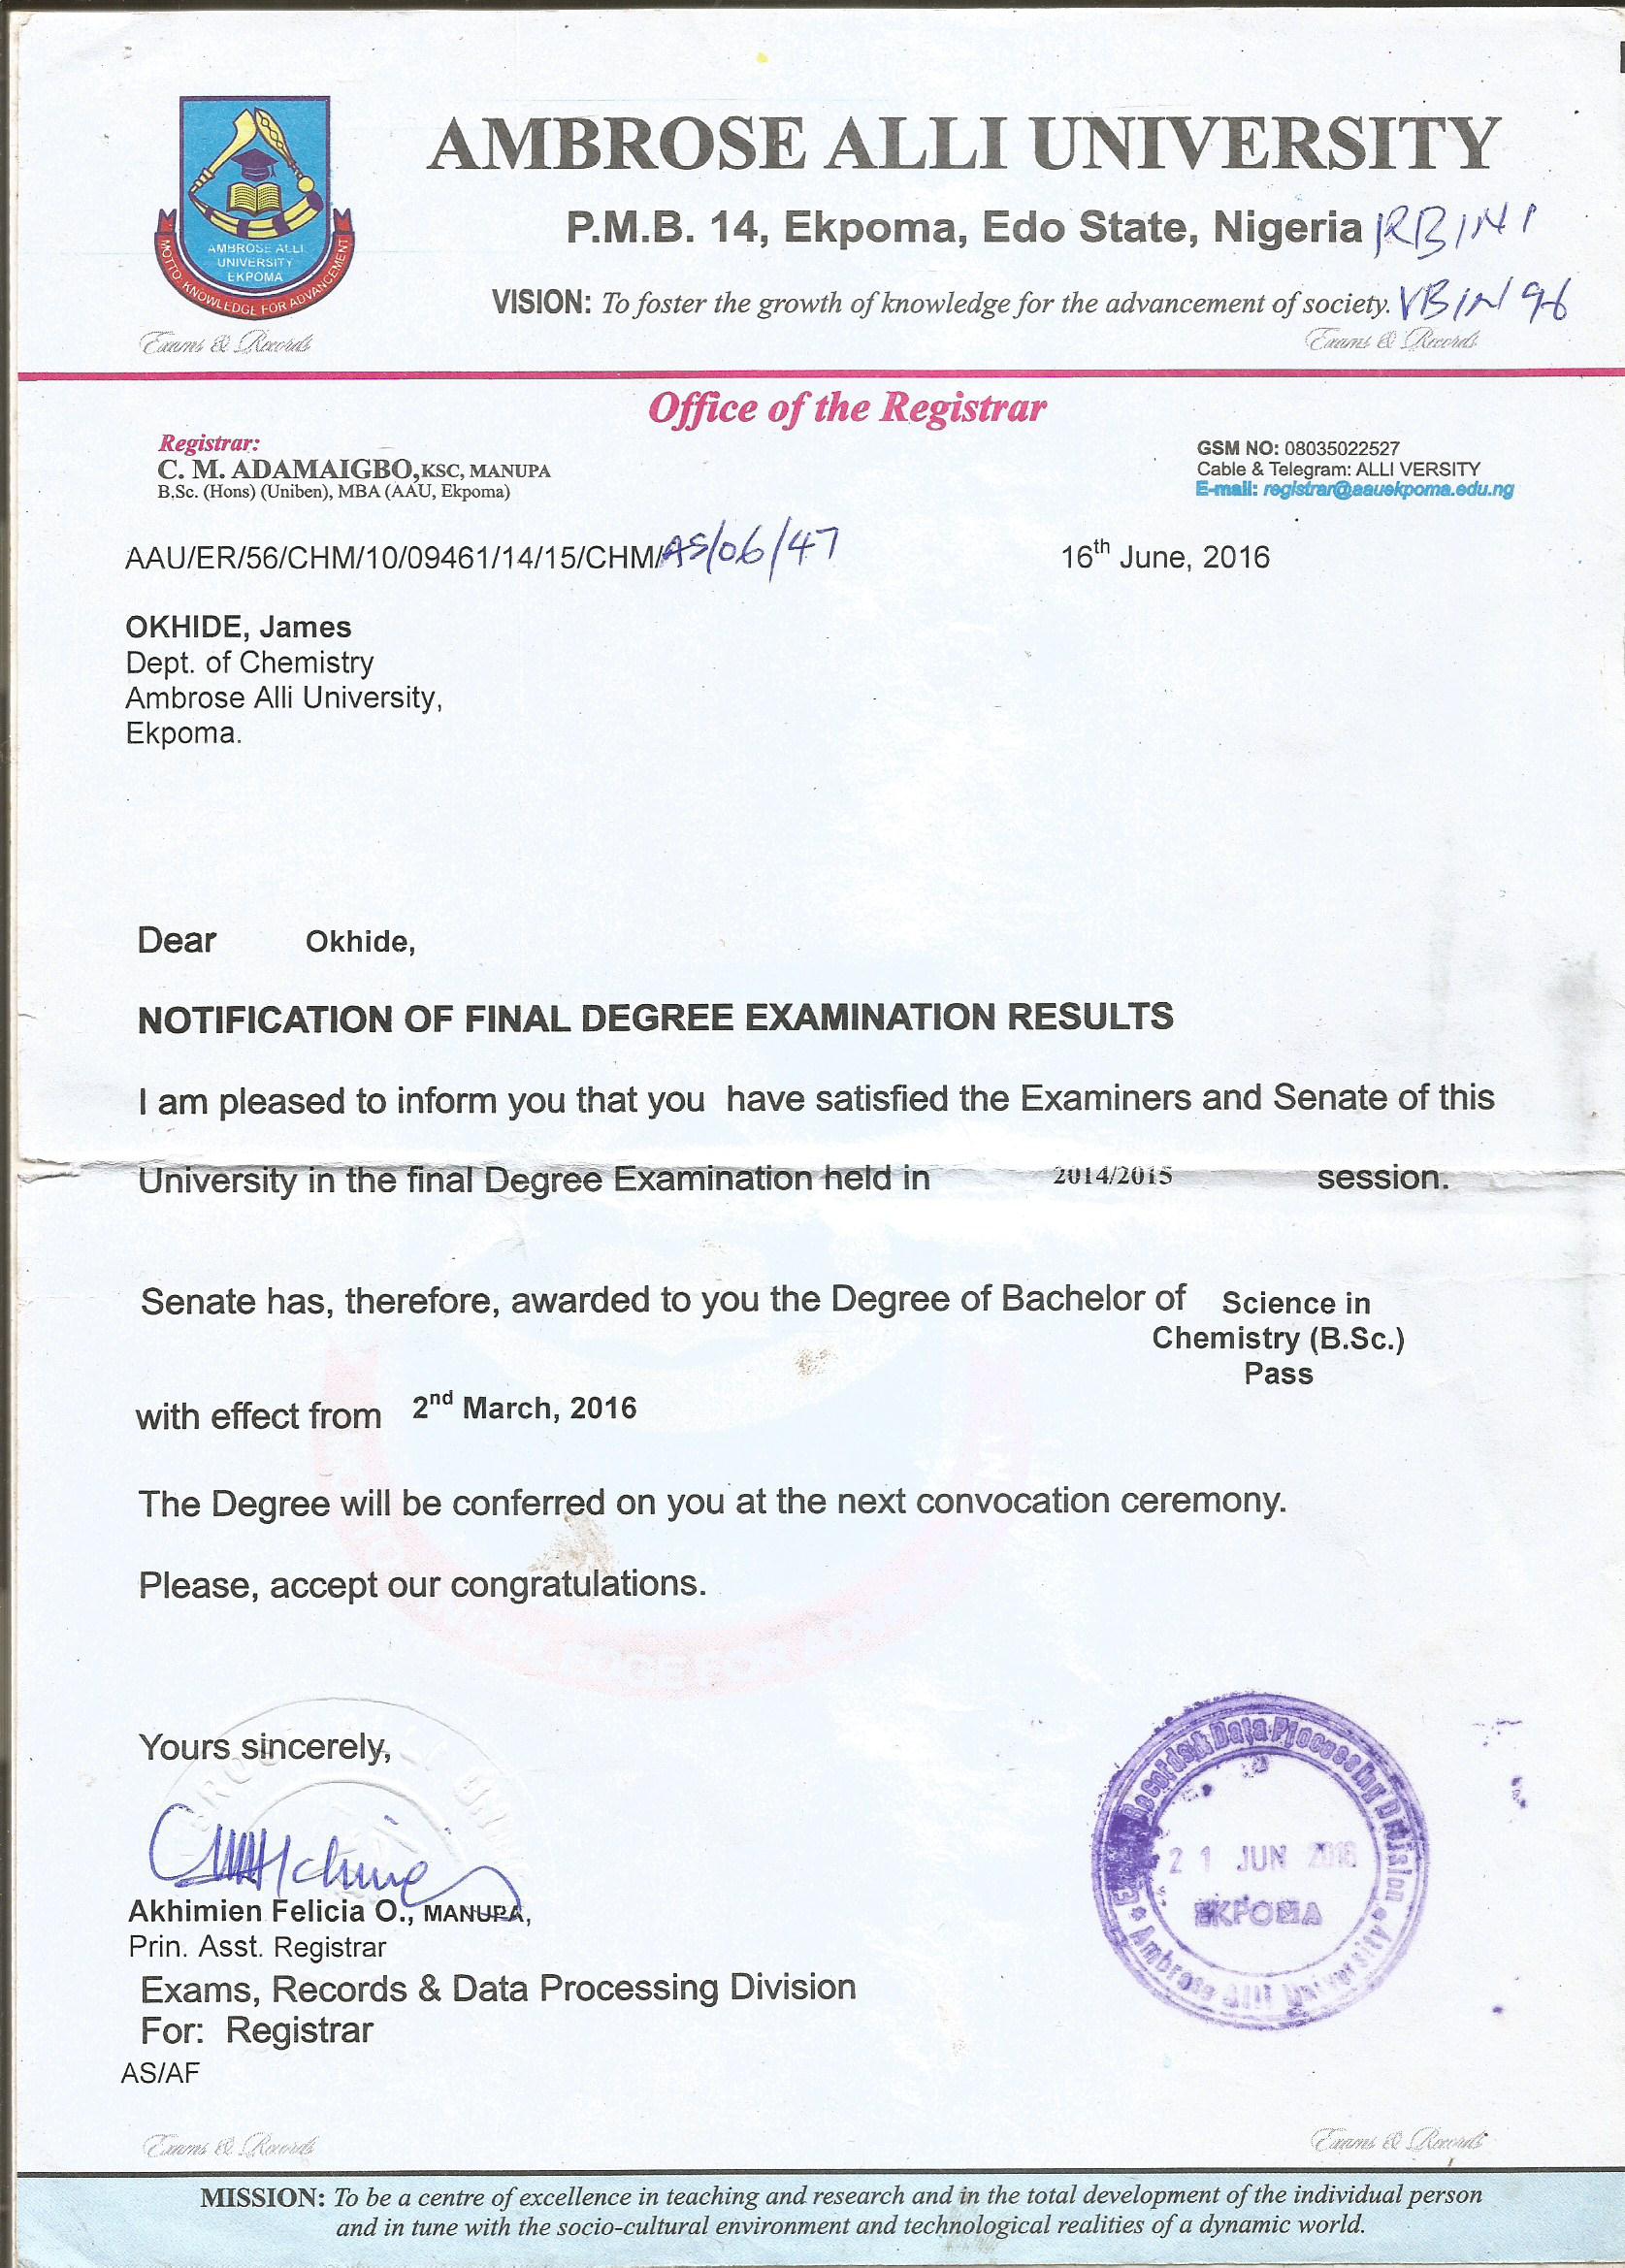 AMBROSE ALLI UNIVERSITY
P.M.B. 14, Ekpoma, Edo State, Nigeria
VISION: To foster the growth of knowledge for the advancement of society.
AMBROSE ALLI
UNIVERSITY
EKPOMA
MOTTO: KNOWLEDGE FOR ADVANCEMENT
Exams & Records
Exams & Records
Office of the Registrar
Registrar:
C. M. ADAMAIGBO, KSC, MANUPA
B.Sc. (Hons) (Uniben), MBA (AAU, Ekpoma)
GSM NO: 08035022527
Cable & Telegram: ALLI VERSITY
E-mail: registrar@aauekpoma.edu.ng
AAU/ER/56/CHM/10/09461/14/15/CHM/AS/06/47
16th June, 2016
OKHIDE, James
Dept. of Chemistry
Ambrose Alli University,
Ekpoma.
Dear Okhide,
NOTIFICATION OF FINAL DEGREE EXAMINATION RESULTS
I am pleased to inform you that you have satisfied the Examiners and Senate of this
University in the final Degree Examination held in 2014/2015 session.
Senate has, therefore, awarded to you the Degree of Bachelor of Science in
Chemistry (B.Sc.)
Pass
with effect from 2nd March, 2016
The Degree will be conferred on you at the next convocation ceremony.
Please, accept our congratulations.
Yours sincerely,
Akhimien Felicia O., MANUPA,
Prin. Asst. Registrar
Exams, Records & Data Processing Division
For: Registrar
AS/AF
Records & Data Processing Division
21 JUN 2016
EKPOMA
Ambrose Alli University
Exams & Records
Exams & Records
MISSION: To be a centre of excellence in teaching and research and in the total development of the individual person
and in tune with the socio-cultural environment and technological realities of a dynamic world.